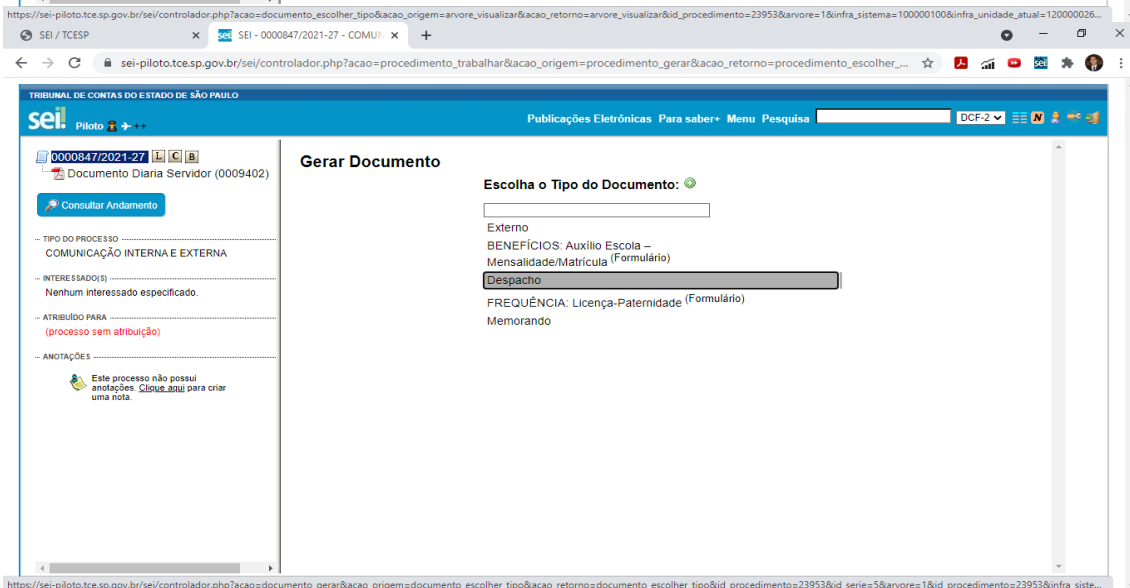 https://sei-piloto.tce.sp.gov.br/sei/controlador.php?acao=documento_escolher_tipo&acao_origem=arvore_visualizar&acao_retorno=arvore_visualizar&id_procedimento=23953&arvore=1&infra_sistema=100000100&infra_unidade_atual=120000026...
SEI / TCESP
sei! SEI - 0000847/2021-27 - COMUN
sei-piloto.tce.sp.gov.br/sei/controlador.php?acao=procedimento_trabalhar&acao_origem=procedimento_gerar&acao_retorno=procedimento_escolher_...
TRIBUNAL DE CONTAS DO ESTADO DE SÃO PAULO
sei! Piloto ++
Publicações Eletrônicas Para saber+ Menu Pesquisa DCF-2 N
0000847/2021-27 L C B
Documento Diaria Servidor (0009402)
Consultar Andamento
TIPO DO PROCESSO
COMUNICAÇÃO INTERNA E EXTERNA
INTERESSADO(S)
Nenhum interessado especificado.
ATRIBUÍDO PARA
(processo sem atribuição)
ANOTAÇÕES
Este processo não possui
anotações. Clique aqui para criar
uma nota.
Gerar Documento
Escolha o Tipo do Documento:
Externo
BENEFÍCIOS: Auxílio Escola –
Mensalidade/Matrícula (Formulário)
Despacho
FREQUÊNCIA: Licença-Paternidade (Formulário)
Memorando
https://sei-piloto.tce.sp.gov.br/sei/controlador.php?acao=documento_gerar&acao_origem=documento_escolher_tipo&acao_retorno=documento_escolher_tipo&id_procedimento=23953&id_serie=5&arvore=1&id_procedimento=23953&infra_siste...